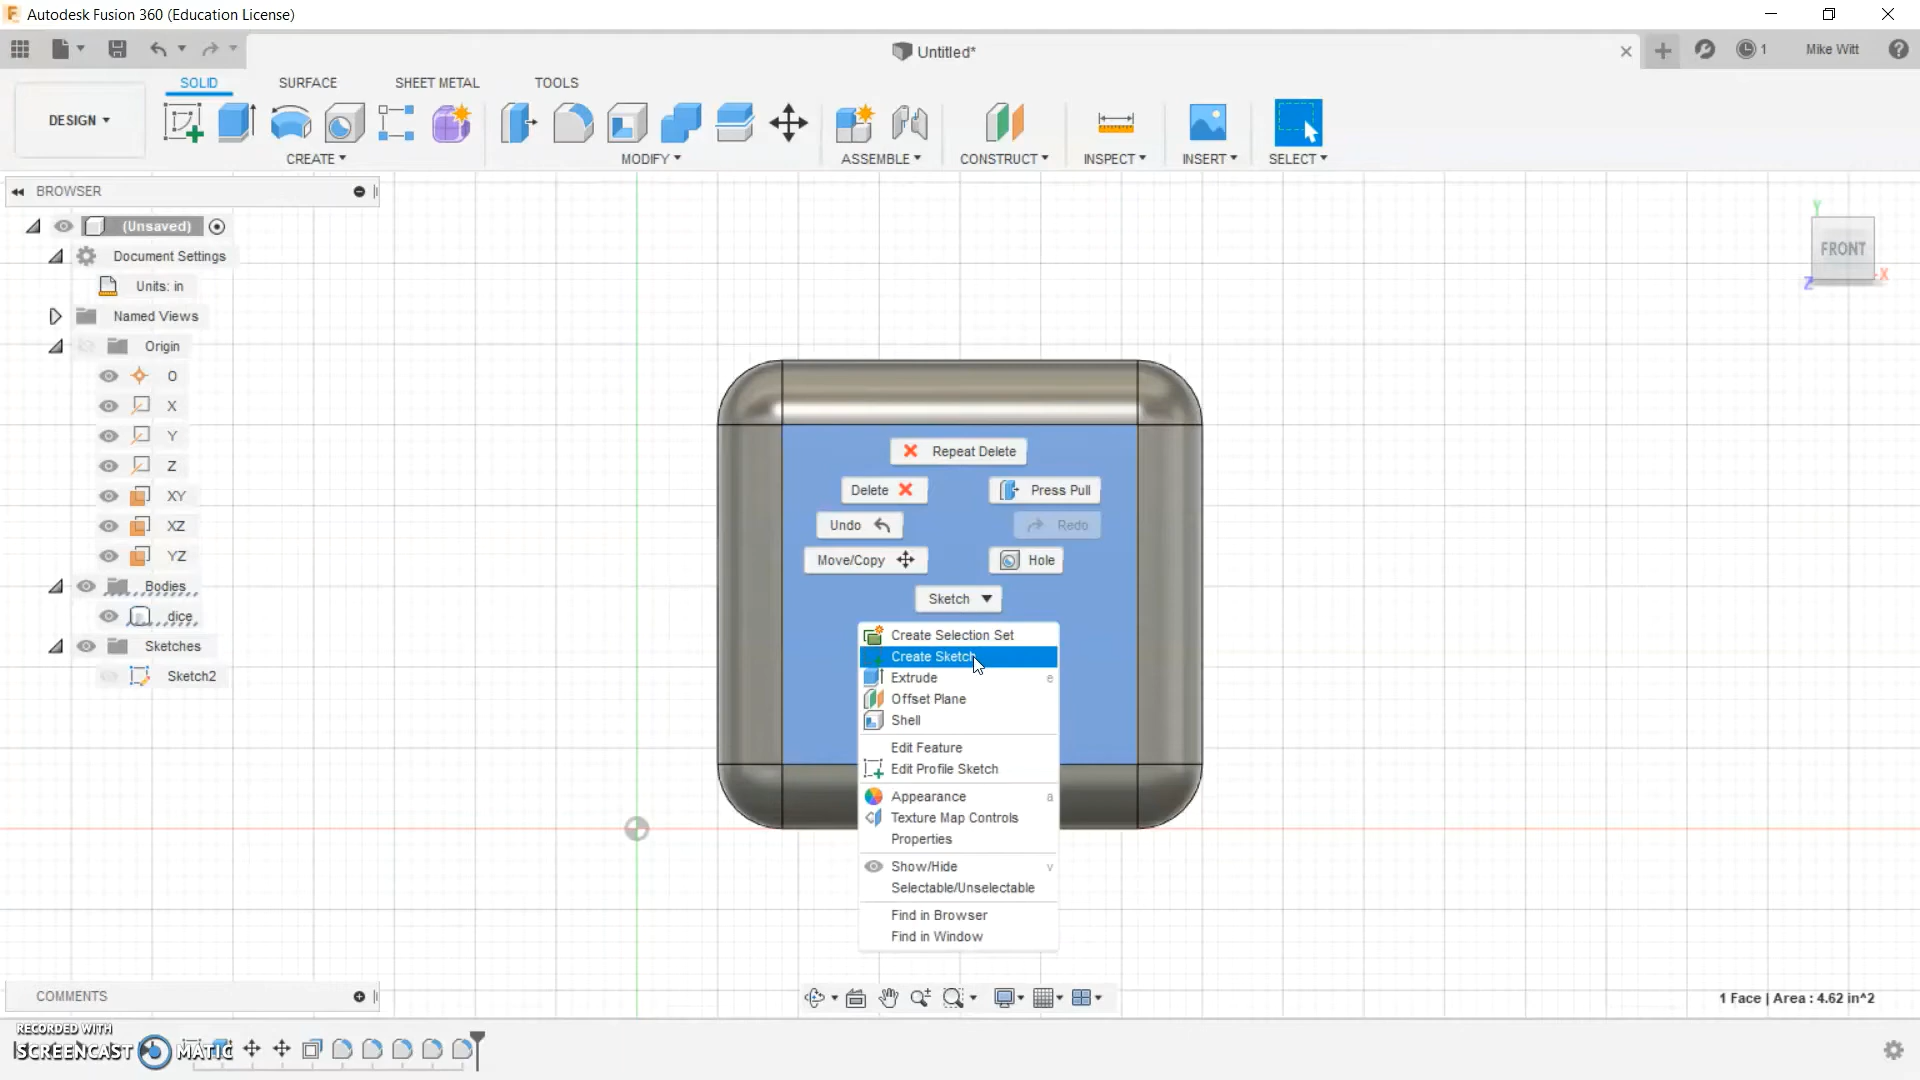 Autodesk Fusion 360 (Education License)
Untitled*
1
Mike Witt
DESIGN
SOLID
SURFACE
SHEET METAL
TOOLS
CREATE
MODIFY
ASSEMBLE
CONSTRUCT
INSPECT
INSERT
SELECT
BROWSER
(Unsaved)
Document Settings
Units: in
Named Views
Origin
O
X
Y
Z
XY
XZ
YZ
Bodies
dice
Sketches
Sketch2
Y
FRONT
X
Z
Repeat Delete
Delete
Press Pull
Undo
Redo
Move/Copy
Hole
Sketch
Create Selection Set
Create Sketch
Extrude e
Offset Plane
Shell
Edit Feature
Edit Profile Sketch
Appearance a
Texture Map Controls
Properties
Show/Hide v
Selectable/Unselectable
Find in Browser
Find in Window
COMMENTS
1 Face | Area : 4.62 in^2
RECORDED WITH
SCREENCAST MATIC